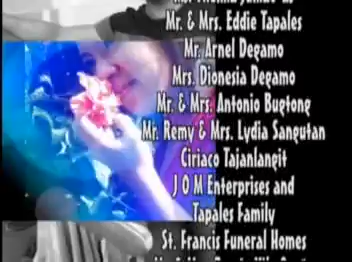 Mr. & Mrs. Eddie Tapales
Mr. Arnel Degamo
Mrs. Dionesia Degamo
Mr. & Mrs. Antonio Bugtong
Mr. Remy & Mrs. Lydia Sangutan
Ciriaco Tajanlangit
J O M Enterprises and
Tapales Family
St. Francis Funeral Homes